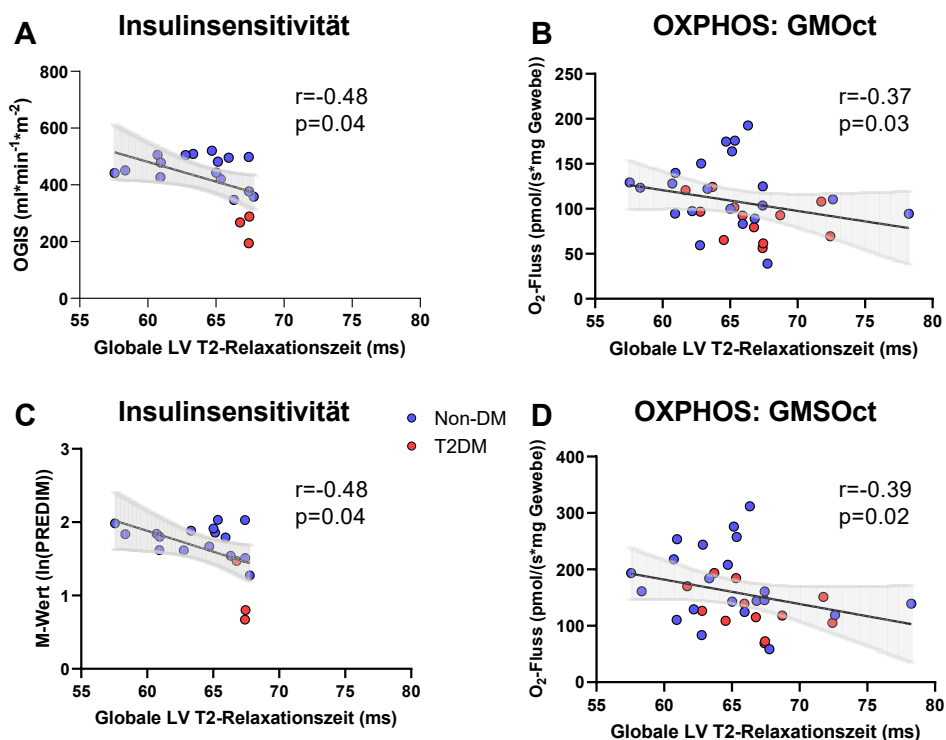 A
Insulinsensitivität
OGIS (ml*min⁻¹*m⁻²)
800
600
400
200
0
r=-0.48
p=0.04
55 60 65 70 75 80
Globale LV T2-Relaxationszeit (ms)
B
OXPHOS: GMOct
O₂-Fluss (pmol/(s*mg Gewebe))
250
200
150
100
50
0
r=-0.37
p=0.03
55 60 65 70 75 80
Globale LV T2-Relaxationszeit (ms)
C
Insulinsensitivität
M-Wert (ln(PREDIM))
3
2
1
0
r=-0.48
p=0.04
55 60 65 70 75 80
Globale LV T2-Relaxationszeit (ms)
Non-DM
T2DM
D
OXPHOS: GMSOct
O₂-Fluss (pmol/(s*mg Gewebe))
400
300
200
100
0
r=-0.39
p=0.02
55 60 65 70 75 80
Globale LV T2-Relaxationszeit (ms)